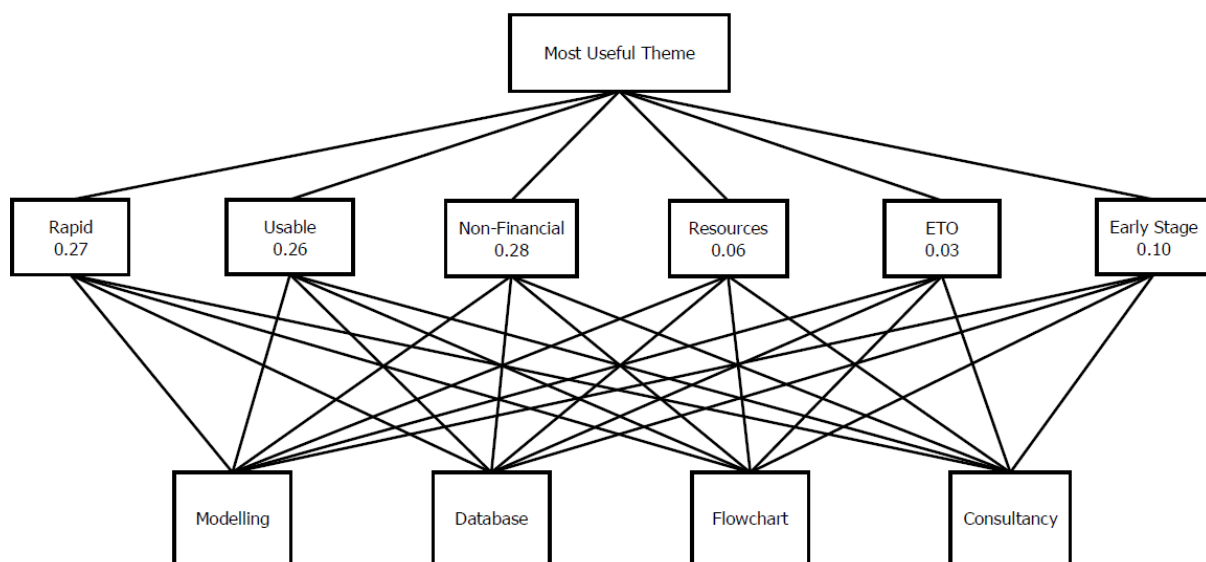 Most Useful Theme
Rapid
0.27
Usable
0.26
Non-Financial
0.28
Resources
0.06
ETO
0.03
Early Stage
0.10
Modelling
Database
Flowchart
Consultancy